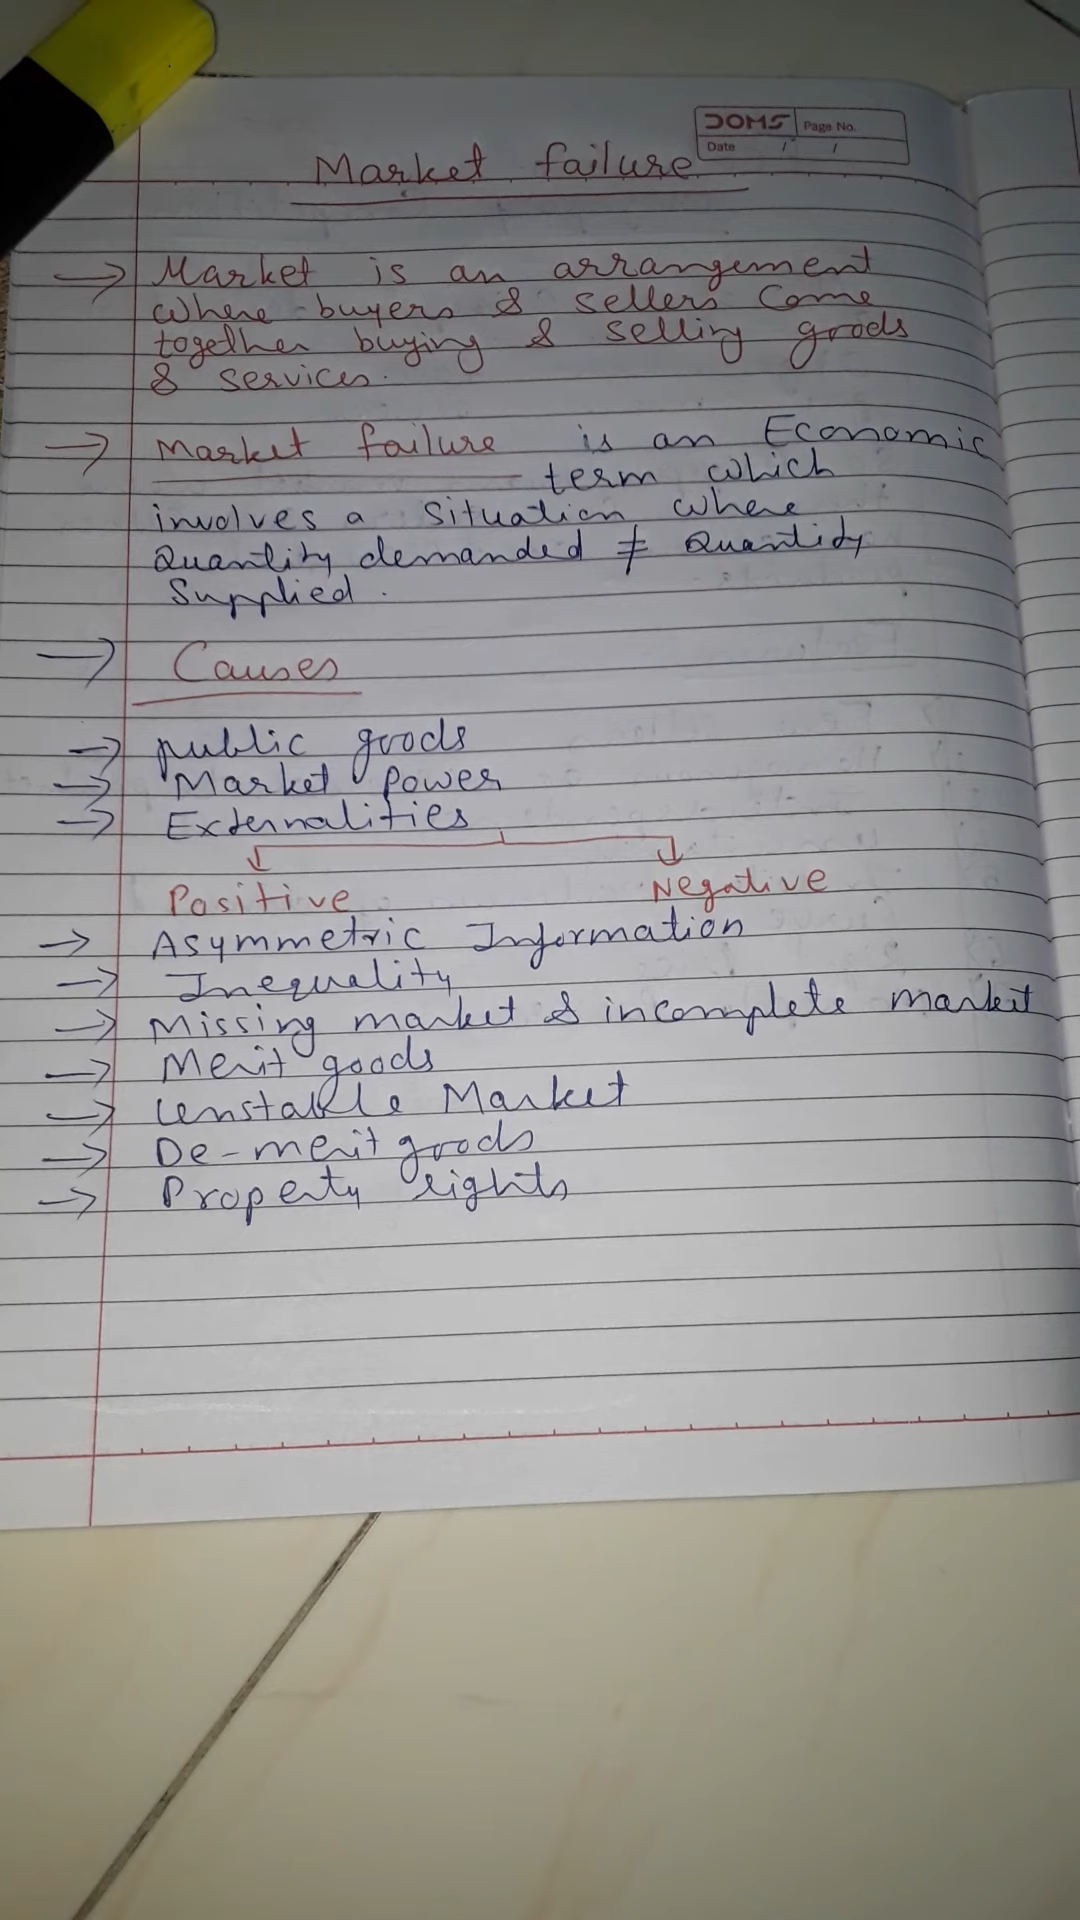 DOMS Page No.
Date / /
Market failure
→ Market is an arrangement
where buyers & sellers come
together buying & selling goods
& services.
→ Market failure is an Economic
term which
involves a situation where
Quantity demanded ≠ Quantity
Supplied.
→ Causes
→ public goods
→ Market Power
→ Externalities
Positive Negative
→ Asymmetric Information
→ Inequality
→ Missing market & incomplete market
→ Merit goods
→ Unstable Market
→ De-merit goods
→ Property rights